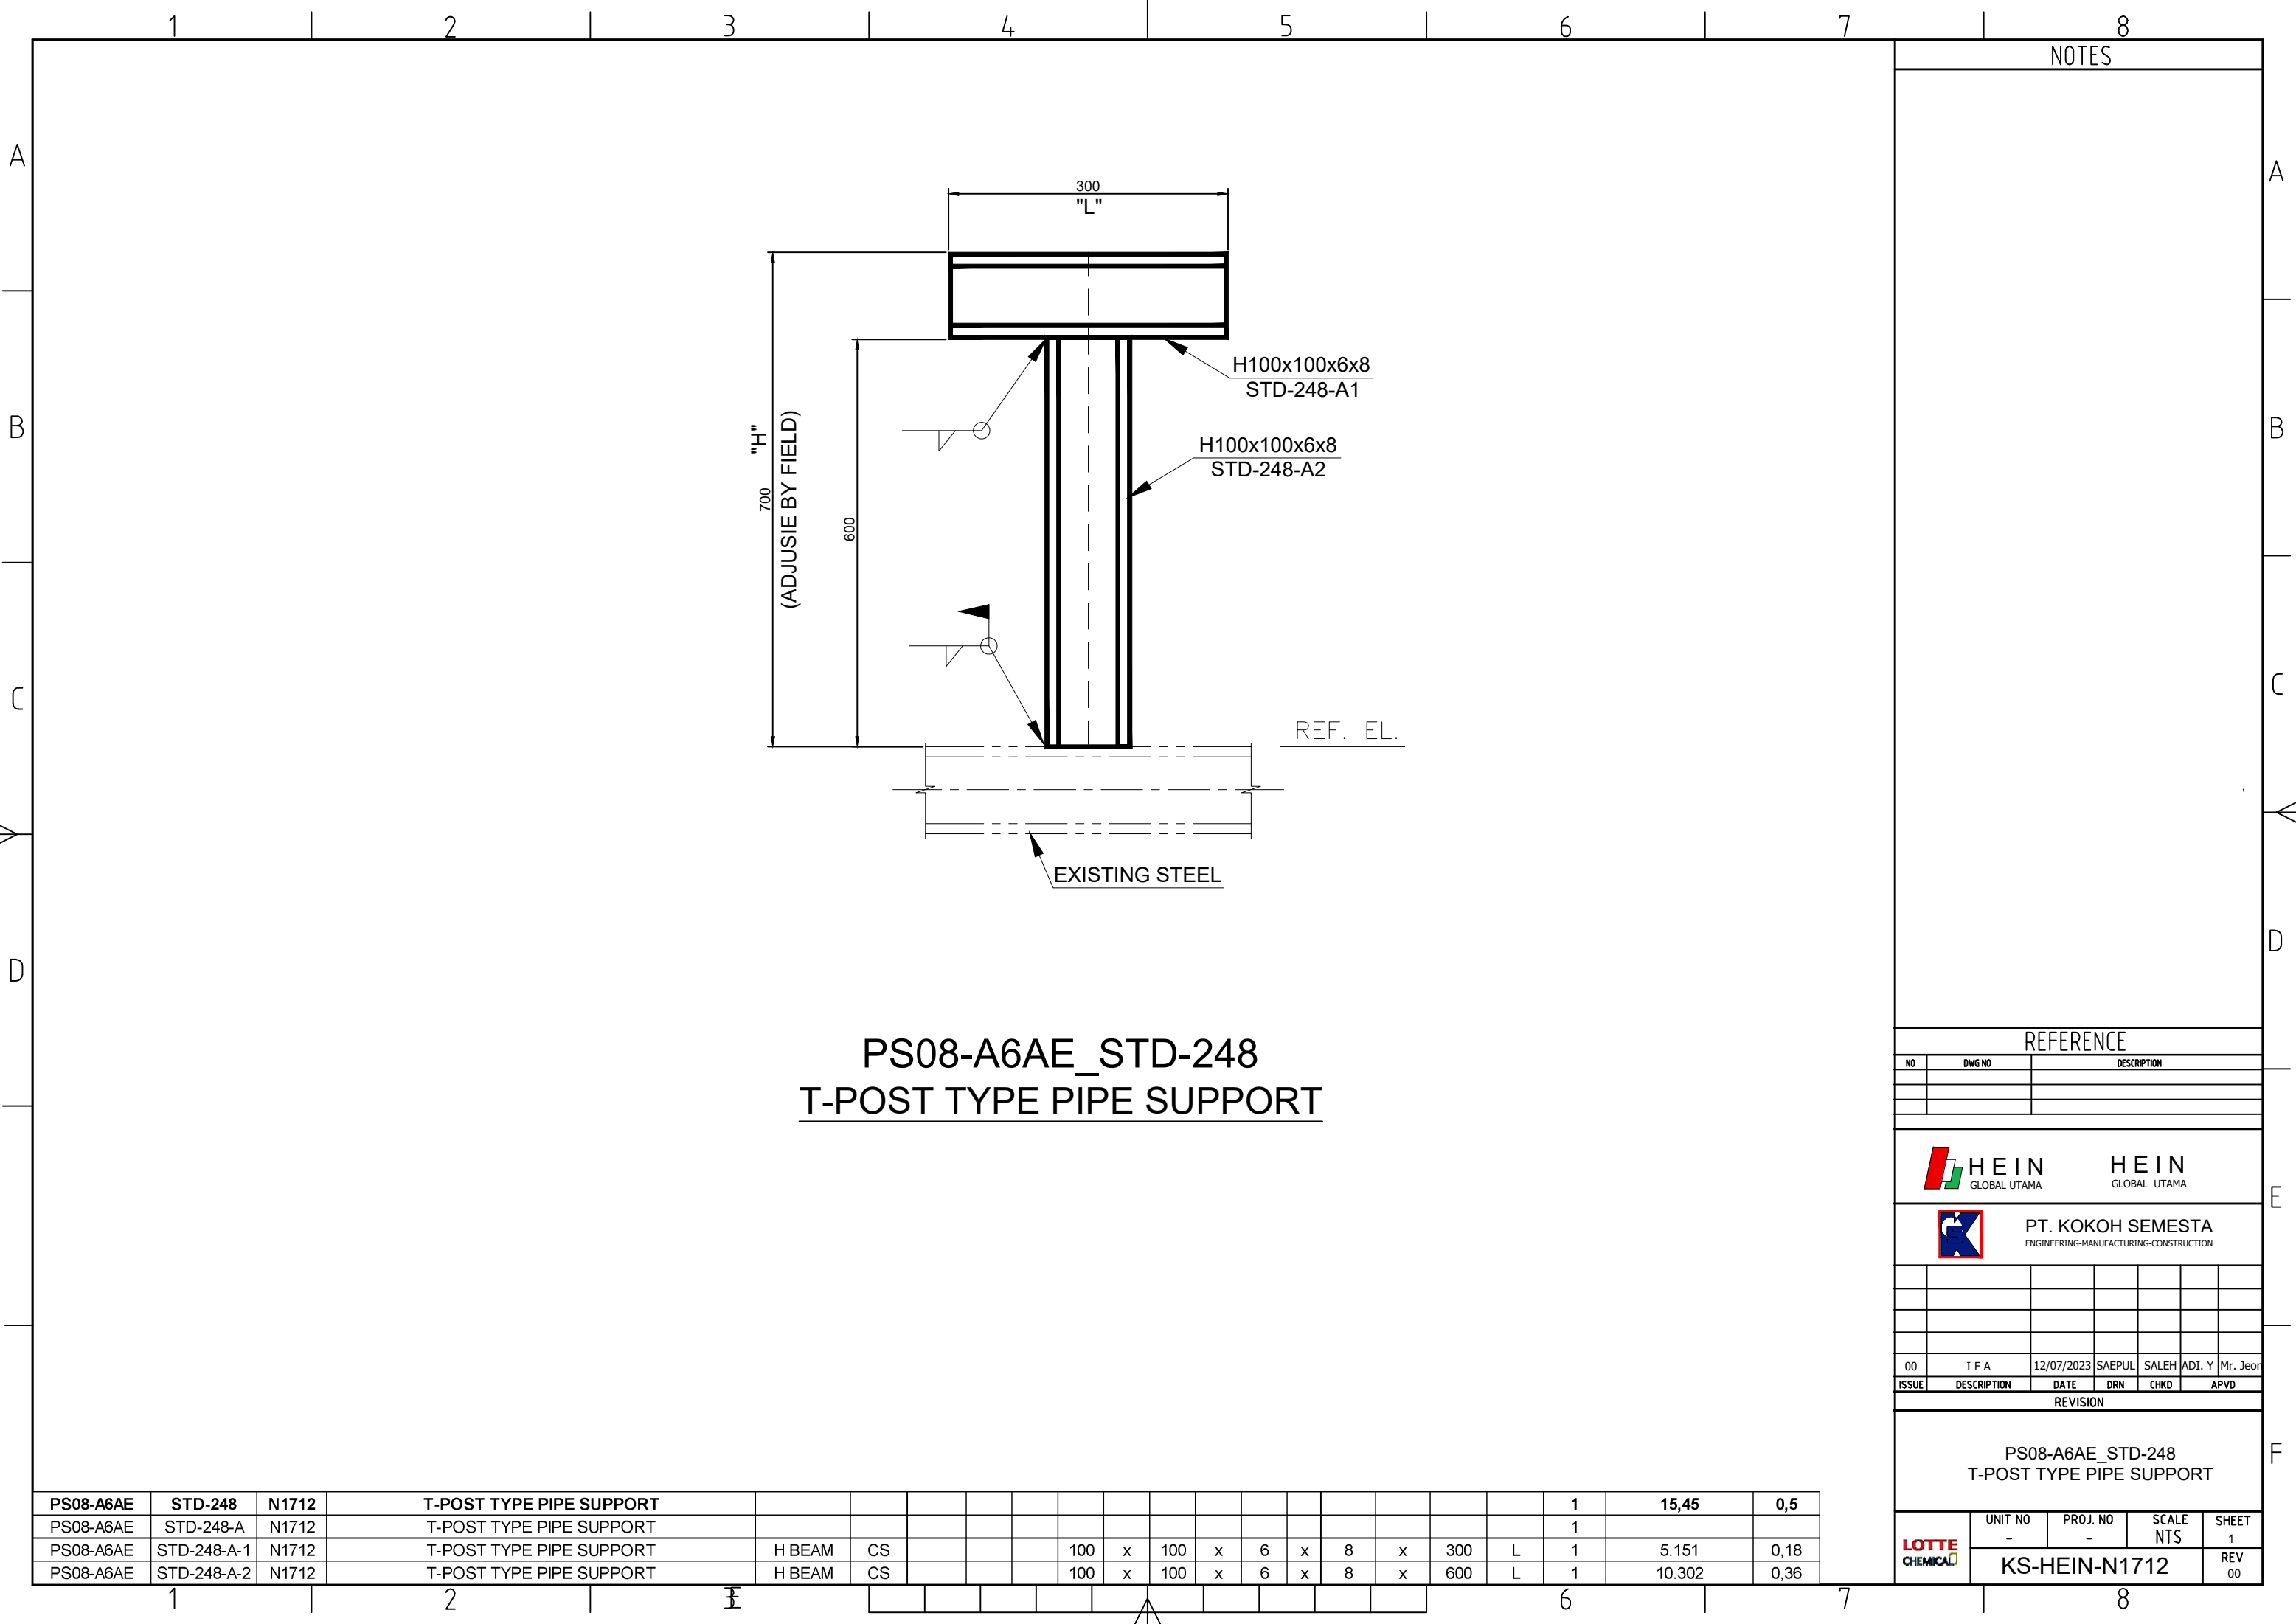 1 2 3 4 5 6 7 8
NOTES
A A
300
"L"
H100x100x6x8
STD-248-A1
B B
"H"
700
(ADJUSIE BY FIELD)
600
H100x100x6x8
STD-248-A2
C C
REF. EL.
EXISTING STEEL
D D
PS08-A6AE_STD-248
T-POST TYPE PIPE SUPPORT
REFERENCE
NO DWG NO DESCRIPTION
HEIN HEIN
GLOBAL UTAMA GLOBAL UTAMA
E
PT. KOKOH SEMESTA
ENGINEERING-MANUFACTURING-CONSTRUCTION
00 IFA 12/07/2023 SAEPUL SALEH ADI. Y Mr. Jeon
ISSUE DESCRIPTION DATE DRN CHKD APVD
REVISION
F
PS08-A6AE_STD-248
T-POST TYPE PIPE SUPPORT
PS08-A6AE STD-248 N1712 T-POST TYPE PIPE SUPPORT 1 15,45 0,5
PS08-A6AE STD-248-A N1712 T-POST TYPE PIPE SUPPORT 1
PS08-A6AE STD-248-A-1 N1712 T-POST TYPE PIPE SUPPORT H BEAM CS 100 x 100 x 6 x 8 x 300 L 1 5.151 0,18
PS08-A6AE STD-248-A-2 N1712 T-POST TYPE PIPE SUPPORT H BEAM CS 100 x 100 x 6 x 8 x 600 L 1 10.302 0,36
LOTTE
CHEMICAL
UNIT NO PROJ. NO SCALE SHEET
- - NTS 1
KS-HEIN-N1712
REV
00
1 2 3 E 6 7 8